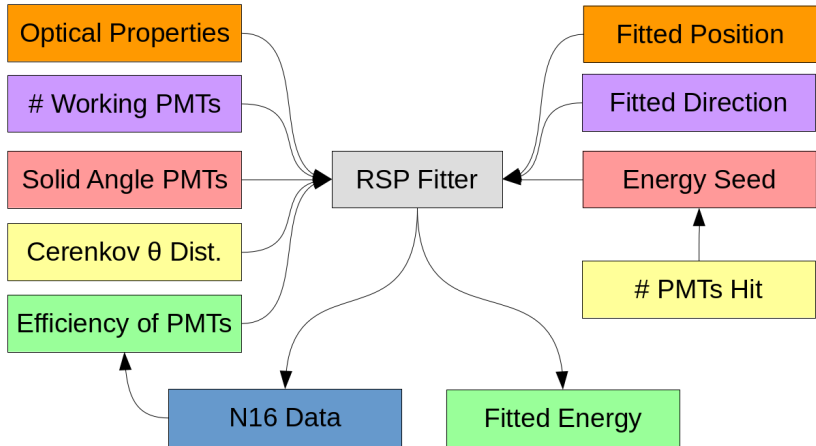 Optical Properties
# Working PMTs
Solid Angle PMTs
Cerenkov θ Dist.
Efficiency of PMTs
RSP Fitter
Fitted Position
Fitted Direction
Energy Seed
# PMTs Hit
N16 Data
Fitted Energy